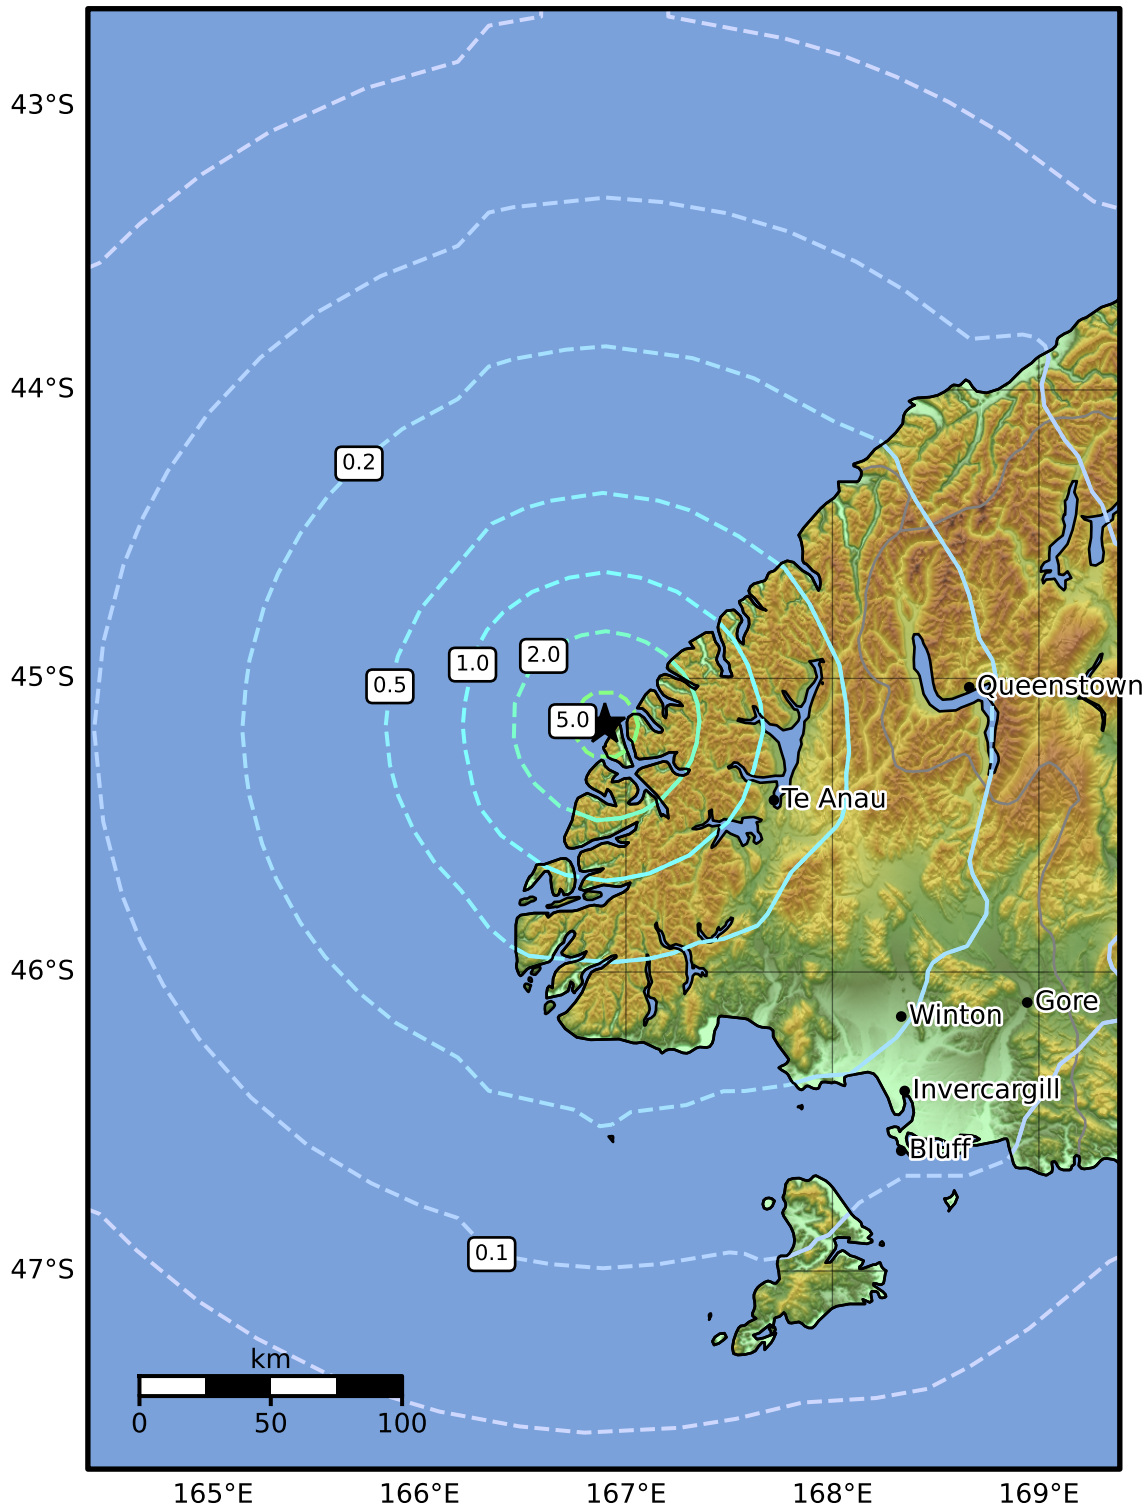 43°S
44°S
0.2
45°S
2.0
1.0
0.5
Queenstown
5.0
Te Anau
46°S
Gore
Winton
Invercargill
Bluff
0.1
47°S
km
0 50 100
165°E 166°E 167°E 168°E 169°E